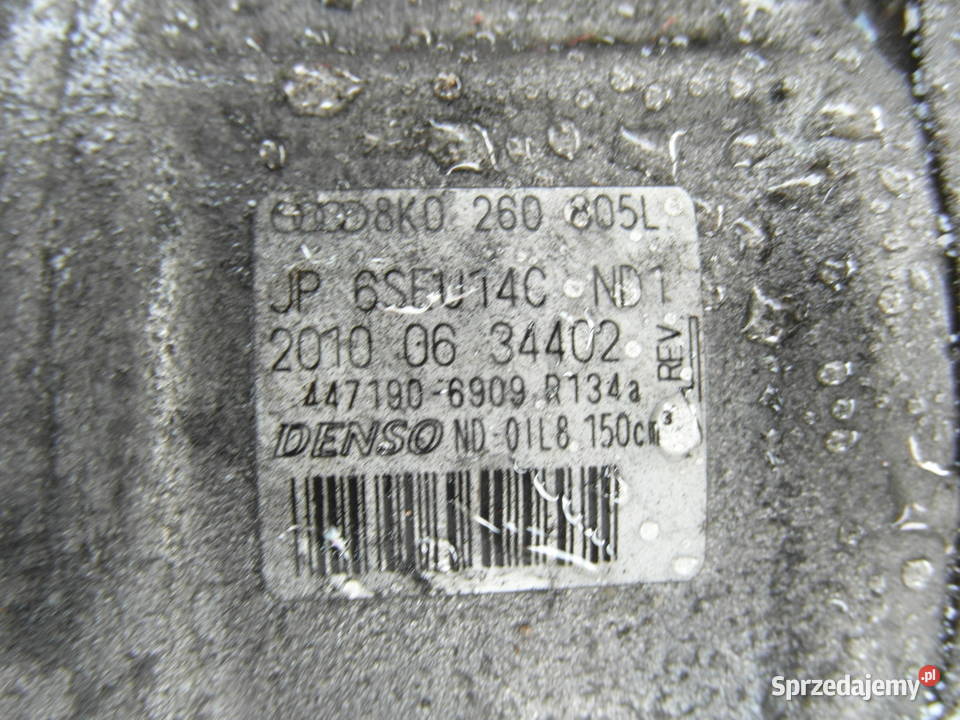 8K0 260 805L
JP 6SEU14C ND1
2010 06 34402
REV
447190-6909 R134a
DENSO ND-OIL8 150cm³
Sprzedajemy.pl